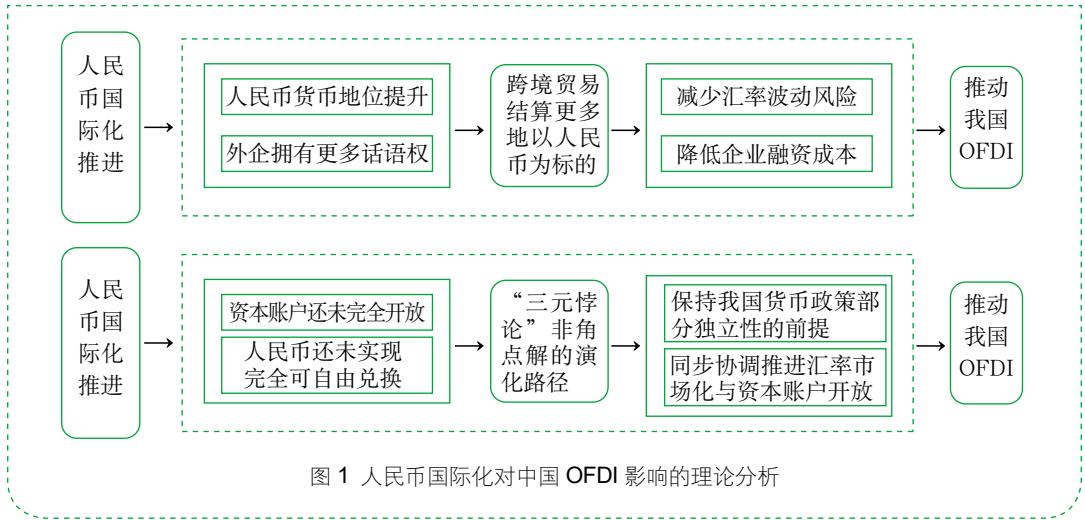 人民
币国
际化
推进
人民币货币地位提升
外企拥有更多话语权
跨境贸易
结算更多
地以人民
币为标的
减少汇率波动风险
降低企业融资成本
推动
我国
OFDI
人民
币国
际化
推进
资本账户还未完全开放
人民币还未实现
完全可自由兑换
“三元悖
论”非角
点解的演
化路径
保持我国货币政策部
分独立性的前提
同步协调推进汇率市
场化与资本账户开放
推动
我国
OFDI
图 1 人民币国际化对中国 OFDI 影响的理论分析